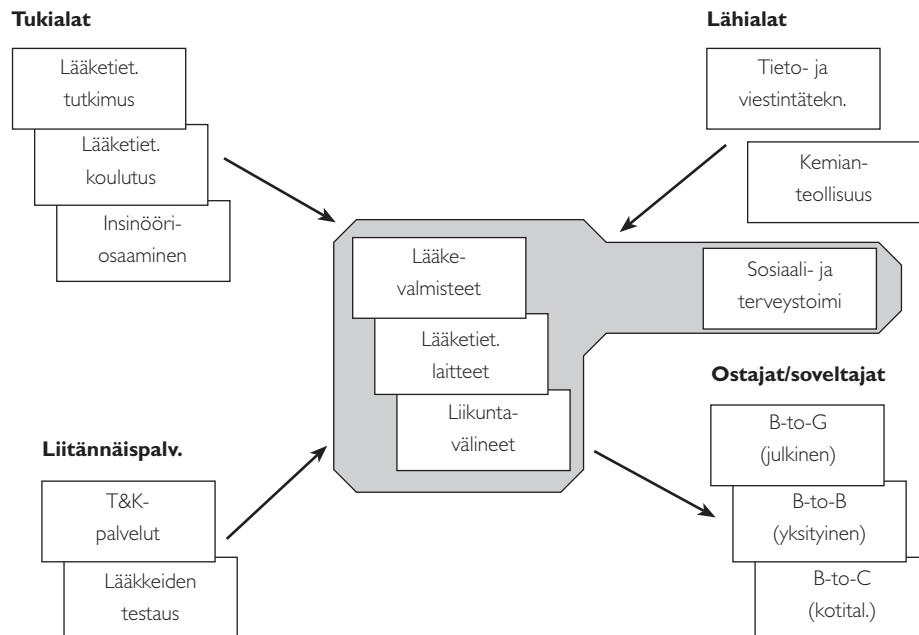 Tukialat
Lääketiet.
tutkimus
Lääketiet.
koulutus
Insinööri-
osaaminen
Lähialat
Tieto- ja
viestintätekn.
Kemian-
teollisuus
Lääke-
valmisteet
Lääketiet.
laitteet
Liikunta-
välineet
Sosiaali- ja
terveystoimi
Liitännäispalv.
T&K-
palvelut
Lääkkeiden
testaus
Ostajat/soveltajat
B-to-G
(julkinen)
B-to-B
(yksityinen)
B-to-C
(kotital.)